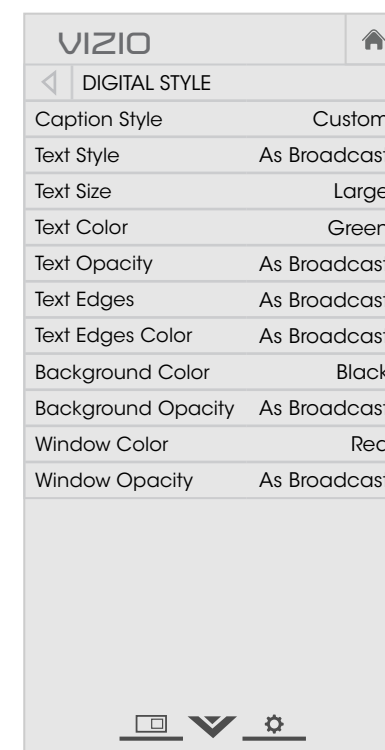 VIZIO
DIGITAL STYLE
Caption Style Custom
Text Style As Broadcast
Text Size Large
Text Color Green
Text Opacity As Broadcast
Text Edges As Broadcast
Text Edges Color As Broadcast
Background Color Black
Background Opacity As Broadcast
Window Color Red
Window Opacity As Broadcast